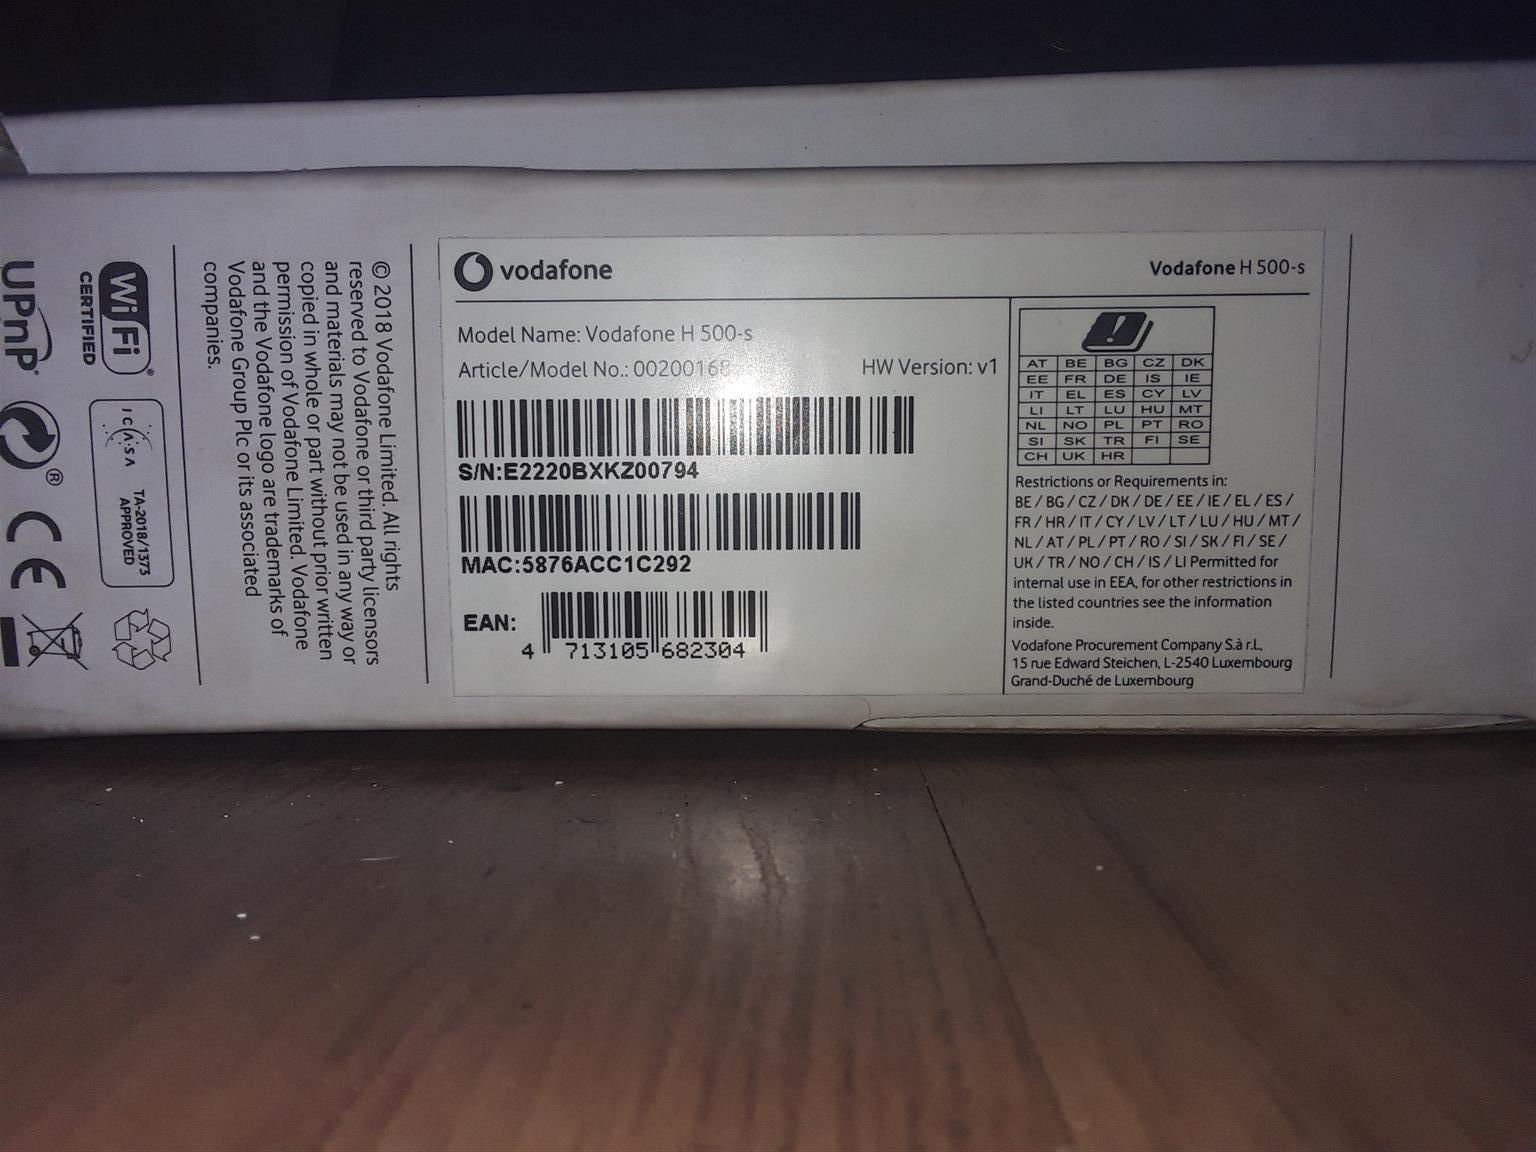 UPnP
WiFi
CERTIFIED
ICASA
TA-2018/1373
APPROVED
CE
© 2018 Vodafone Limited. All rights
reserved to Vodafone or third party licensors
and materials may not be used in any way or
copied in whole or part without prior written
permission of Vodafone Limited. Vodafone
and the Vodafone logo are trademarks of
Vodafone Group Plc or its associated
companies.
vodafone
Vodafone H 500-s
Model Name: Vodafone H 500-s
Article/Model No.: 00200168
HW Version: v1
S/N:E2220BXKZ00794
MAC:5876ACC1C292
EAN:
4 713105 682304
AT BE BG CZ DK
EE FR DE IS IE
IT EL ES CY LV
LI LT LU HU MT
NL NO PL PT RO
SI SK TR FI SE
CH UK HR
Restrictions or Requirements in:
BE / BG / CZ / DK / DE / EE / IE / EL / ES /
FR / HR / IT / CY / LV / LT / LU / HU / MT /
NL / AT / PL / PT / RO / SI / SK / FI / SE /
UK / TR / NO / CH / IS / LI Permitted for
internal use in EEA, for other restrictions in
the listed countries see the information
inside.
Vodafone Procurement Company S.à r.l.,
15 rue Edward Steichen, L-2540 Luxembourg
Grand-Duché de Luxembourg